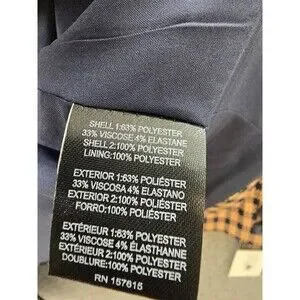 SHELL 1:63% POLYESTER
33% VISCOSE 4% ELASTANE
SHELL 2:100% POLYESTER
LINING:100% POLYESTER
EXTERIOR 1:63% POLIÉSTER
33% VISCOSA 4% ELASTANO
EXTERIOR 2:100% POLIÉSTER
FORRO:100% POLIÉSTER
EXTÉRIEUR 1:63% POLYESTER
33% VISCOSE 4% ÉLASTHANNE
EXTÉRIEUR 2:100% POLYESTER
DOUBLURE:100% POLYESTER
RN 157615